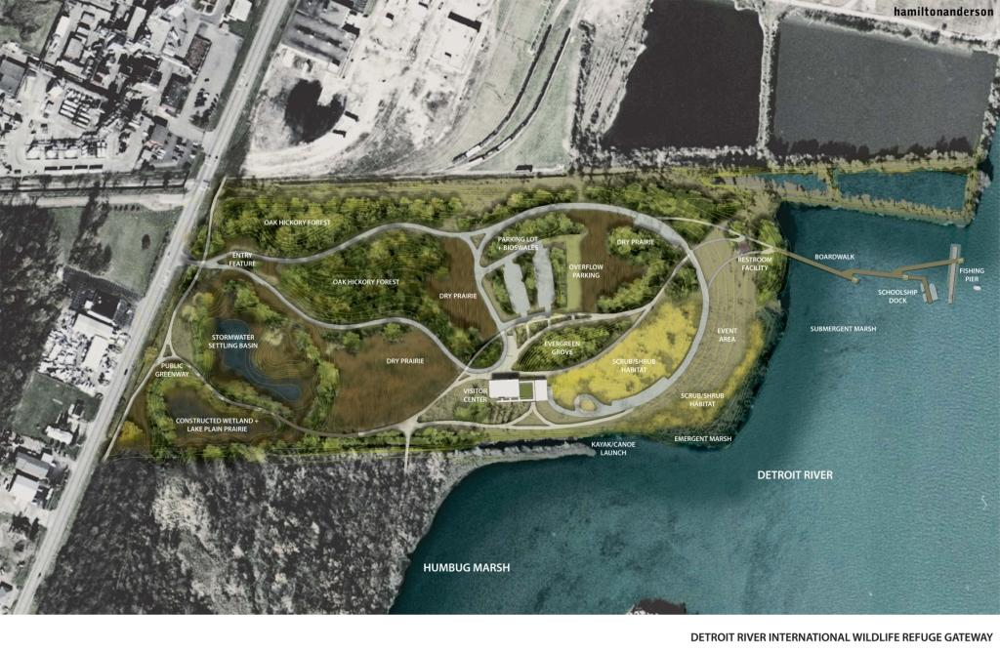 hamiltonanderson
OAK HICKORY FOREST
ENTRY
FEATURE
OAK HICKORY FOREST
PARKING LOT
+ BIOSWALES
DRY PRAIRIE
OVERFLOW
PARKING
DRY PRAIRIE
RESTROOM
FACILITY
BOARDWALK
FISHING
PIER
SCHOOLSHIP
DOCK
SUBMERGENT MARSH
STORMWATER
SETTLING BASIN
DRY PRAIRIE
EVERGREEN
GROVE
EVENT
AREA
SCRUB/SHRUB
HABITAT
PUBLIC
GREENWAY
VISITOR
CENTER
SCRUB/SHRUB
HABITAT
CONSTRUCTED WETLAND +
LAKE PLAIN PRAIRIE
KAYAK/CANOE
LAUNCH
EMERGENT MARSH
DETROIT RIVER
HUMBUG MARSH
DETROIT RIVER INTERNATIONAL WILDLIFE REFUGE GATEWAY